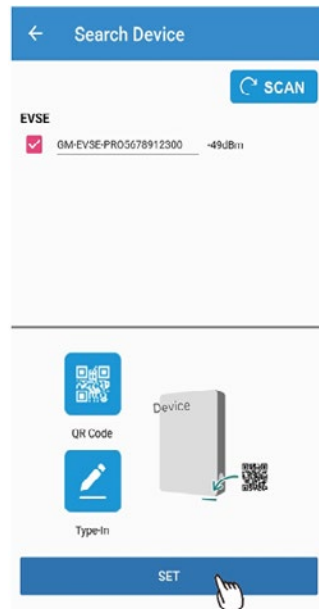 Search Device
SCAN
EVSE
GM-EVSE-PRO5678912300 -49dBm
Device
QR Code
Type-In
SET